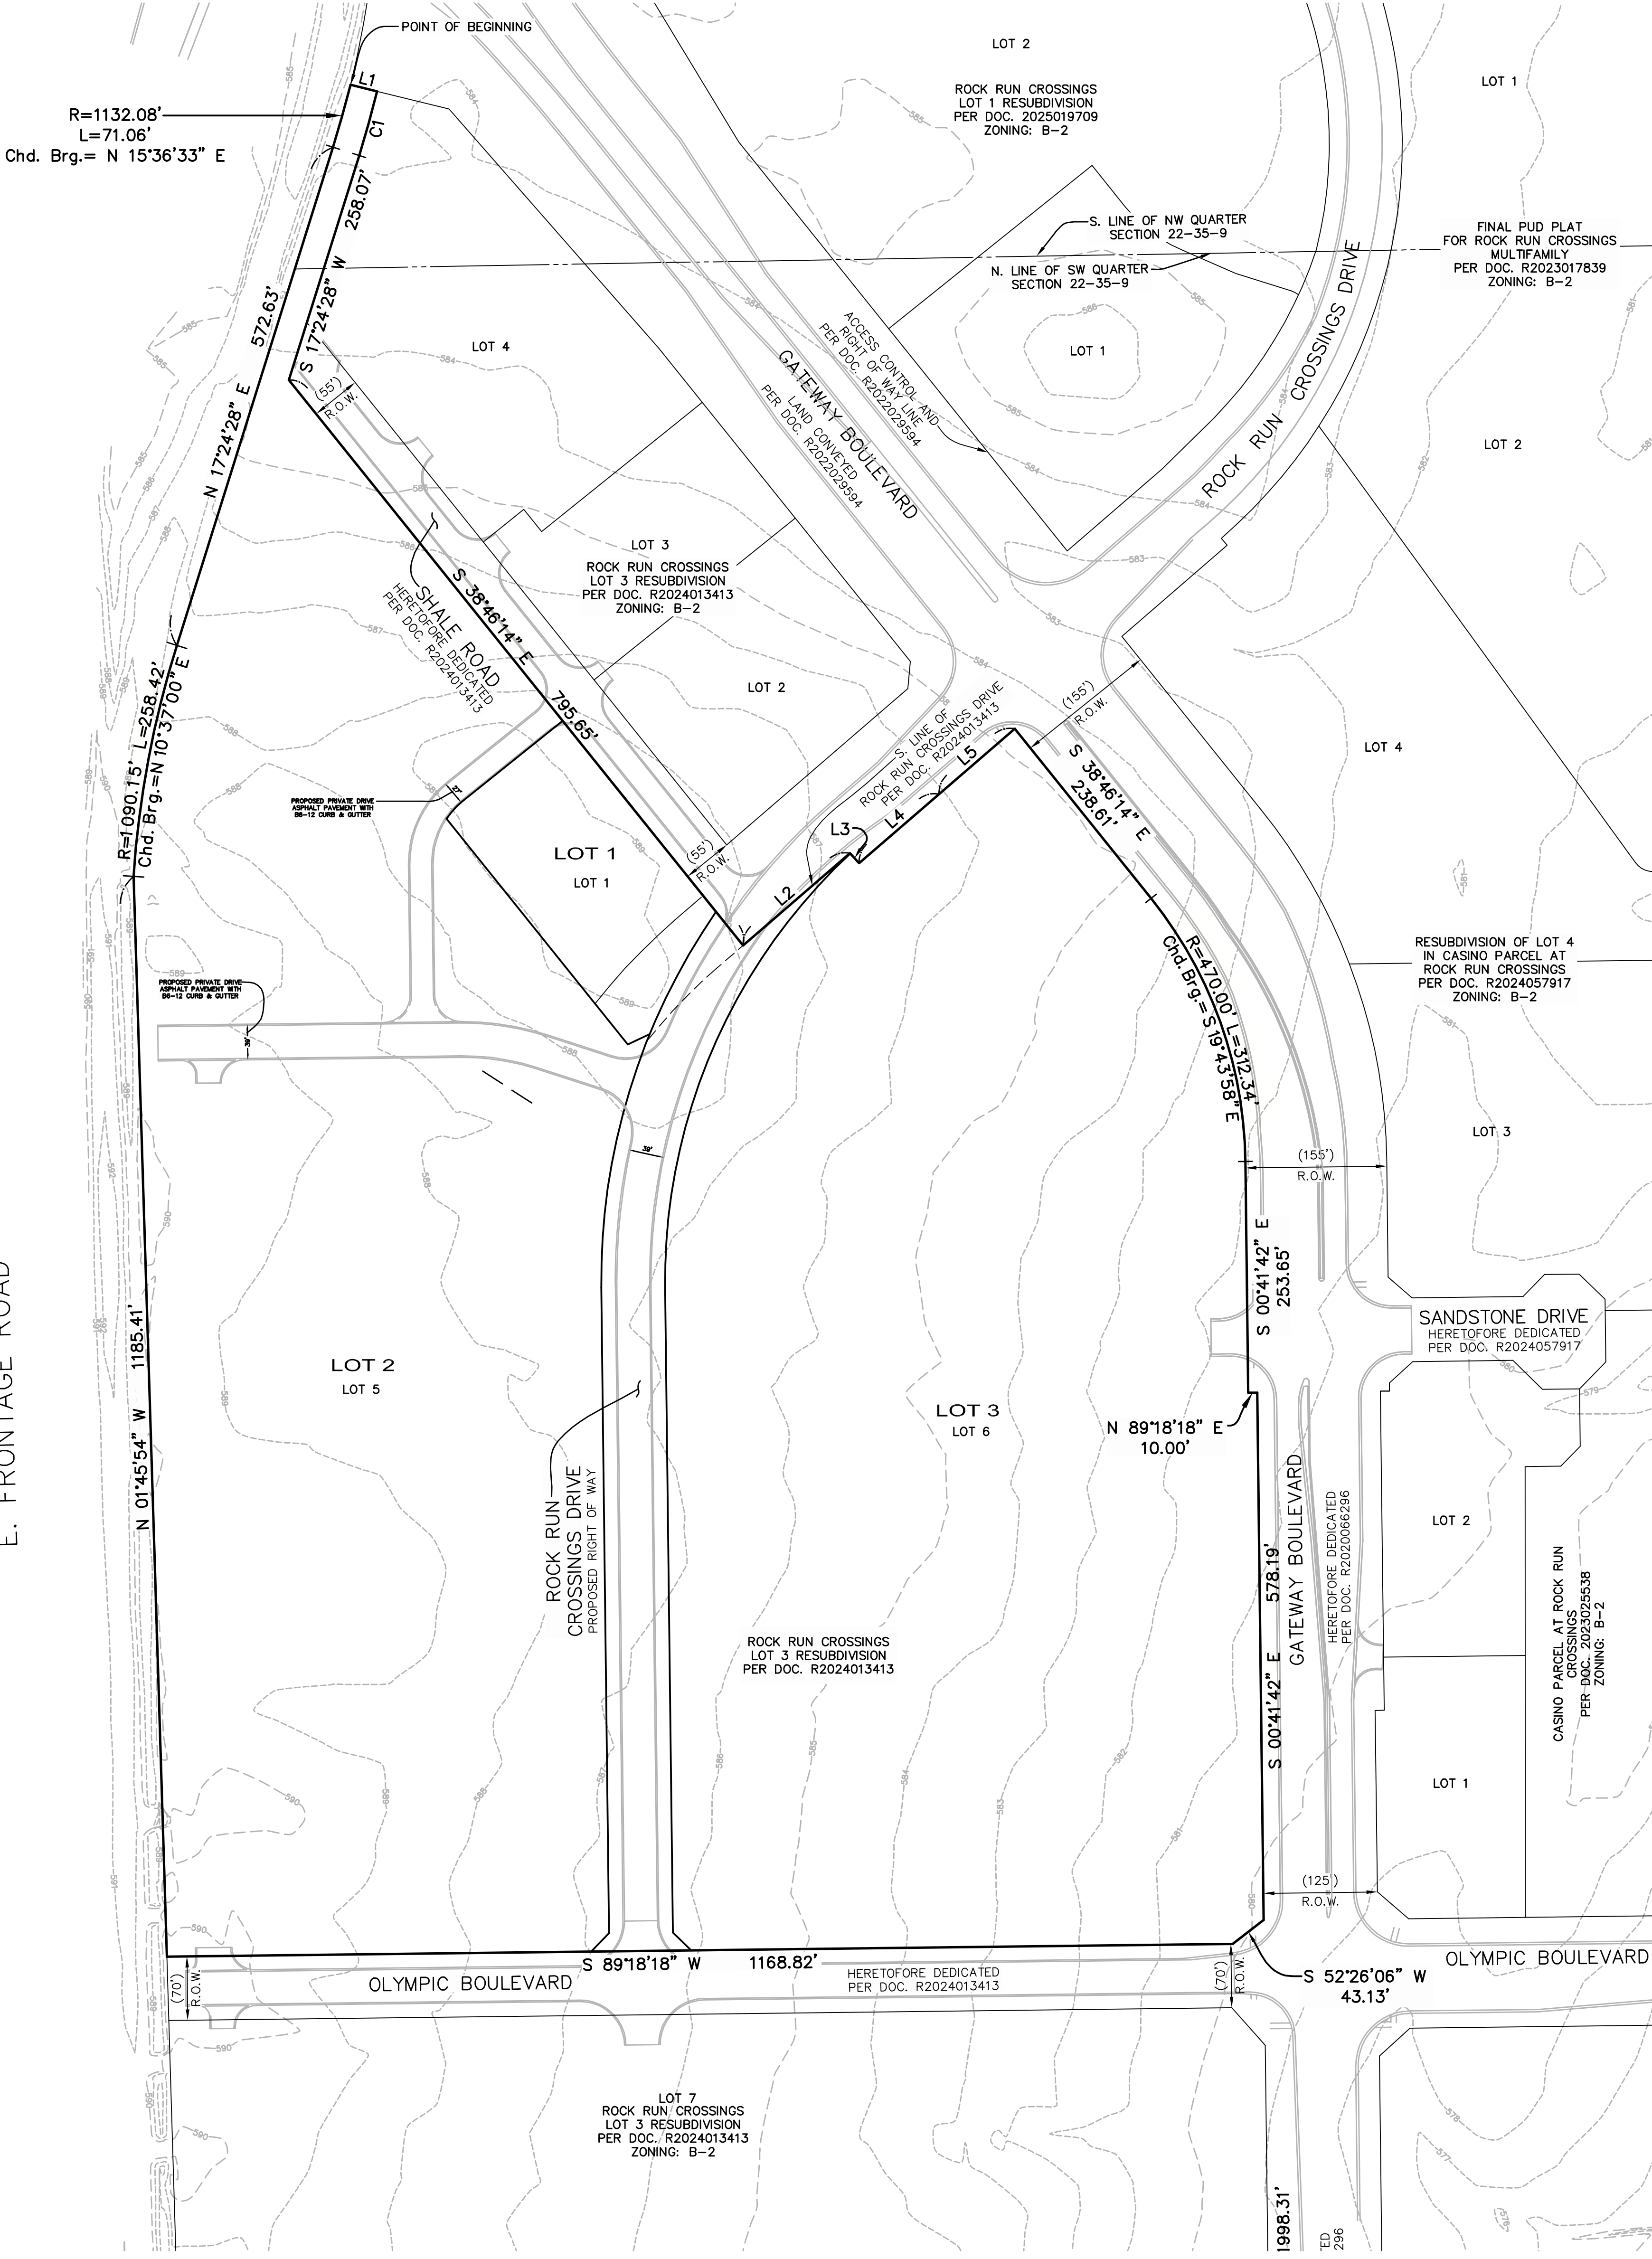 POINT OF BEGINNING
L1
R=1132.08'
L=71.06'
Chd. Brg.= N 15°36'33" E
C1
S 17°24'28" W 258.07'
572.63'
N 17°24'28" E
LOT 2
ROCK RUN CROSSINGS
LOT 1 RESUBDIVISION
PER DOC. 2025019709
ZONING: B-2
LOT 1
S. LINE OF NW QUARTER
SECTION 22-35-9
N. LINE OF SW QUARTER
SECTION 22-35-9
FINAL PUD PLAT
FOR ROCK RUN CROSSINGS
MULTIFAMILY
PER DOC. R2023017839
ZONING: B-2
LOT 1
LOT 2
ROCK RUN CROSSINGS DRIVE
ACCESS CONTROL AND
RIGHT OF WAY LINE
PER DOC. R2022029594
GATEWAY BOULEVARD
LAND CONVEYED
PER DOC. R2022029594
LOT 4
(55')
R.O.W.
LOT 3
ROCK RUN CROSSINGS
LOT 3 RESUBDIVISION
PER DOC. R2024013413
ZONING: B-2
S 38°46'14" E
795.65'
SHALE ROAD
HERETOFORE DEDICATED
PER DOC. R2024013413
LOT 2
R=1090.15' L=258.42'
Chd. Brg.=N 10°37'00" E
PROPOSED PRIVATE DRIVE
ASPHALT PAVEMENT WITH
B6-12 CURB & GUTTER
27'
LOT 1
LOT 1
(55')
R.O.W.
S. LINE OF
ROCK RUN CROSSINGS DRIVE
PER DOC. R2024013413
L2
L3
L4
L5
(155')
R.O.W.
S 38°46'14" E
238.61'
LOT 4
RESUBDIVISION OF LOT 4
IN CASINO PARCEL AT
ROCK RUN CROSSINGS
PER DOC. R2024057917
ZONING: B-2
R=470.00' L=312.34'
Chd.Brg.= S 19°43'58" E
PROPOSED PRIVATE DRIVE
ASPHALT PAVEMENT WITH
B6-12 CURB & GUTTER
39'
39'
LOT 3
(155')
R.O.W.
S 00°41'42" E
253.65'
SANDSTONE DRIVE
HERETOFORE DEDICATED
PER DOC. R2024057917
E. FRONTAGE ROAD
N 01°45'54" W 1185.41'
LOT 2
LOT 5
LOT 3
LOT 6
N 89°18'18" E
10.00'
ROCK RUN
CROSSINGS DRIVE
PROPOSED RIGHT OF WAY
S 00°41'42" E 578.19'
GATEWAY BOULEVARD
HERETOFORE DEDICATED
PER DOC. R2020066296
LOT 2
CASINO PARCEL AT ROCK RUN
CROSSINGS
PER DOC. 2023025538
ZONING: B-2
ROCK RUN CROSSINGS
LOT 3 RESUBDIVISION
PER DOC. R2024013413
LOT 1
(125')
R.O.W.
S 89°18'18" W 1168.82'
OLYMPIC BOULEVARD
HERETOFORE DEDICATED
PER DOC. R2024013413
(70')
R.O.W.
(70')
R.O.W.
S 52°26'06" W
43.13'
OLYMPIC BOULEVARD
LOT 7
ROCK RUN CROSSINGS
LOT 3 RESUBDIVISION
PER DOC. R2024013413
ZONING: B-2
1998.31'